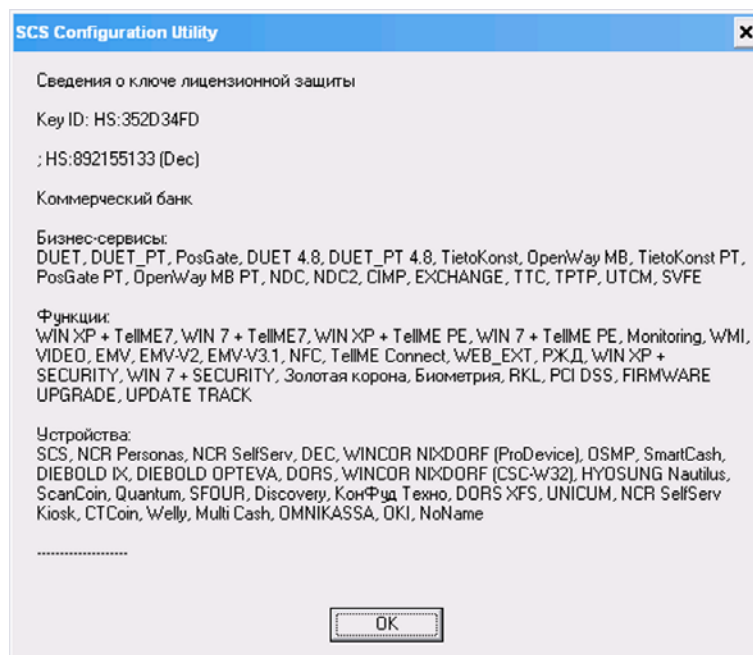 SCS Configuration Utility
Сведения о ключе лицензионной защиты
Key ID: HS:352D34FD
; HS:892155133 (Dec)
Коммерческий банк
Бизнес-сервисы:
DUET, DUET_PT, PosGate, DUET 4.8, DUET_PT 4.8, TietoKonst, OpenWay MB, TietoKonst PT,
PosGate PT, OpenWay MB PT, NDC, NDC2, CIMP, EXCHANGE, TTC, TPTP, UTCM, SVFE
Функции:
WIN XP + TellME7, WIN 7 + TellME7, WIN XP + TellME PE, WIN 7 + TellME PE, Monitoring, WMI,
VIDEO, EMV, EMV-V2, EMV-V3.1, NFC, TellME Connect, WEB_EXT, РЖД, WIN XP +
SECURITY, WIN 7 + SECURITY, Золотая корона, Биометрия, RKL, PCI DSS, FIRMWARE
UPGRADE, UPDATE TRACK
Устройства:
SCS, NCR Personas, NCR SelfServ, DEC, WINCOR NIXDORF (ProDevice), OSMP, SmartCash,
DIEBOLD IX, DIEBOLD OPTEVA, DORS, WINCOR NIXDORF (CSC-W32), HYOSUNG Nautilus,
ScanCoin, Quantum, SFOUR, Discovery, КонФуд Техно, DORS XFS, UNICUM, NCR SelfServ
Kiosk, CTCoin, Welly, Multi Cash, OMNIKASSA, OKI, NoName
--------------------
OK